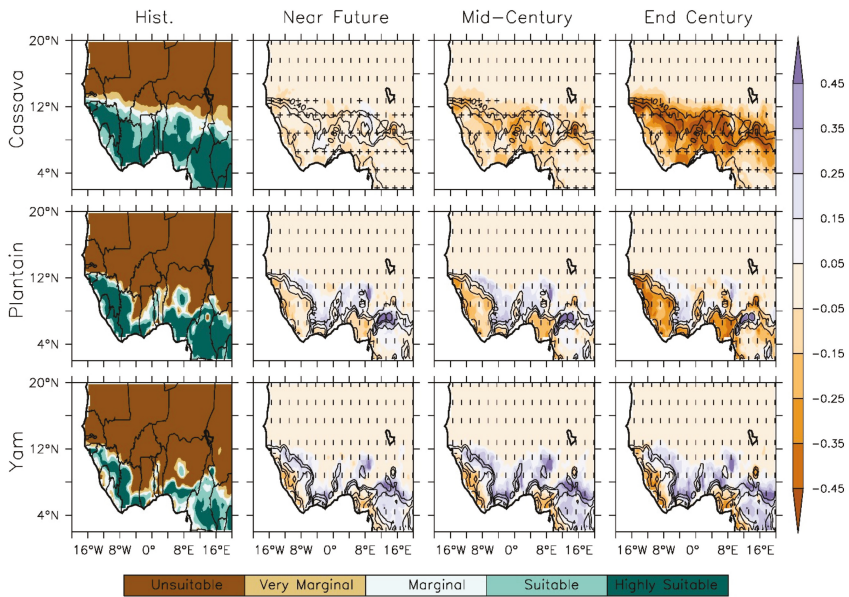 Hist. Near Future Mid-Century End Century
20°N
12°N
4°N
Cassava
20°N
12°N
4°N
Plantain
20°N
12°N
4°N
Yam
0.45
0.35
0.25
0.15
0.05
-0.05
-0.15
-0.25
-0.35
-0.45
16°W 8°W 0° 8°E 16°E 16°W 8°W 0° 8°E 16°E 16°W 8°W 0° 8°E 16°E 16°W 8°W 0° 8°E 16°E
Unsuitable Very Marginal Marginal Suitable Highly Suitable